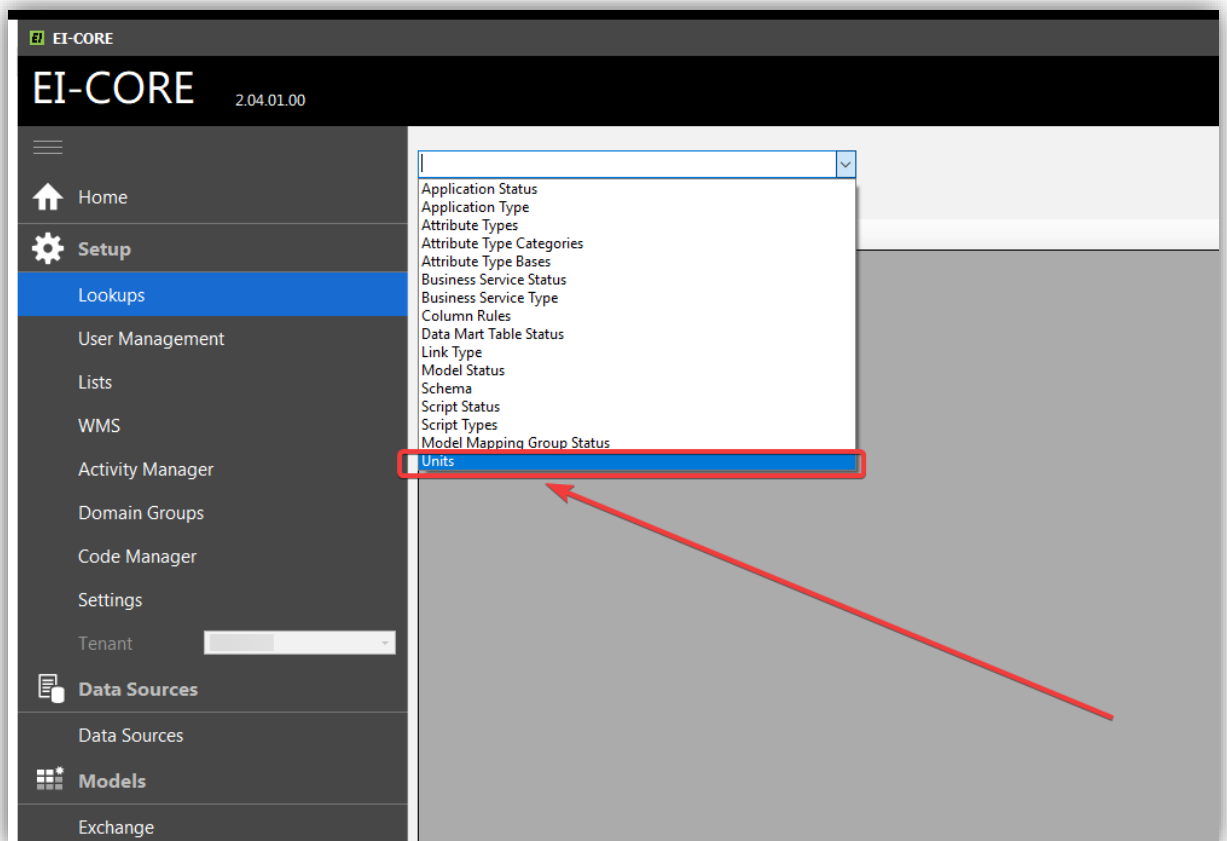 EI EI-CORE
EI-CORE 2.04.01.00
Home
Setup
Lookups
User Management
Lists
WMS
Activity Manager
Domain Groups
Code Manager
Settings
Tenant
Data Sources
Data Sources
Models
Exchange
Application Status
Application Type
Attribute Types
Attribute Type Categories
Attribute Type Bases
Business Service Status
Business Service Type
Column Rules
Data Mart Table Status
Link Type
Model Status
Schema
Script Status
Script Types
Model Mapping Group Status
Units